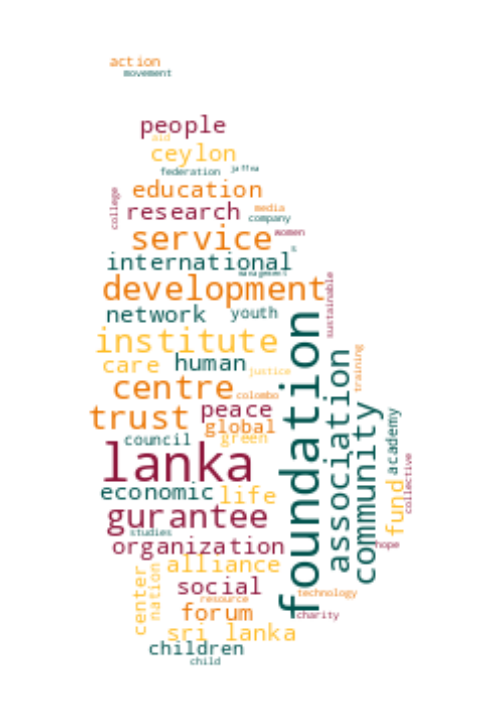 action
movement
people
aid
ceylon
federation jaffna
education
college research media
company
service women
s
international
management
development sustainable
network youth
institute
care human justice training
centre colombo
trust peace
global
council green
lanka
foundation association community academy
collective
economic life fund
gurantee
studies
organization hope
alliance
center nation social
resource technology
forum charity
sri lanka
children
child